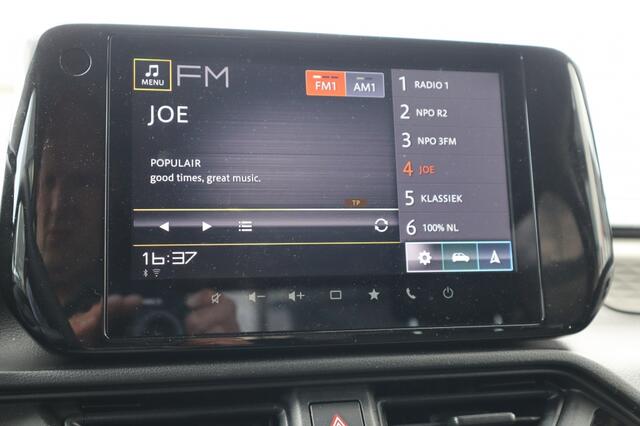 MENU
FM
FM1
AM1
JOE
POPULAIR
good times, great music.
TP
16:37
1 RADIO 1
2 NPO R2
3 NPO 3FM
4 JOE
5 KLASSIEK
6 100% NL